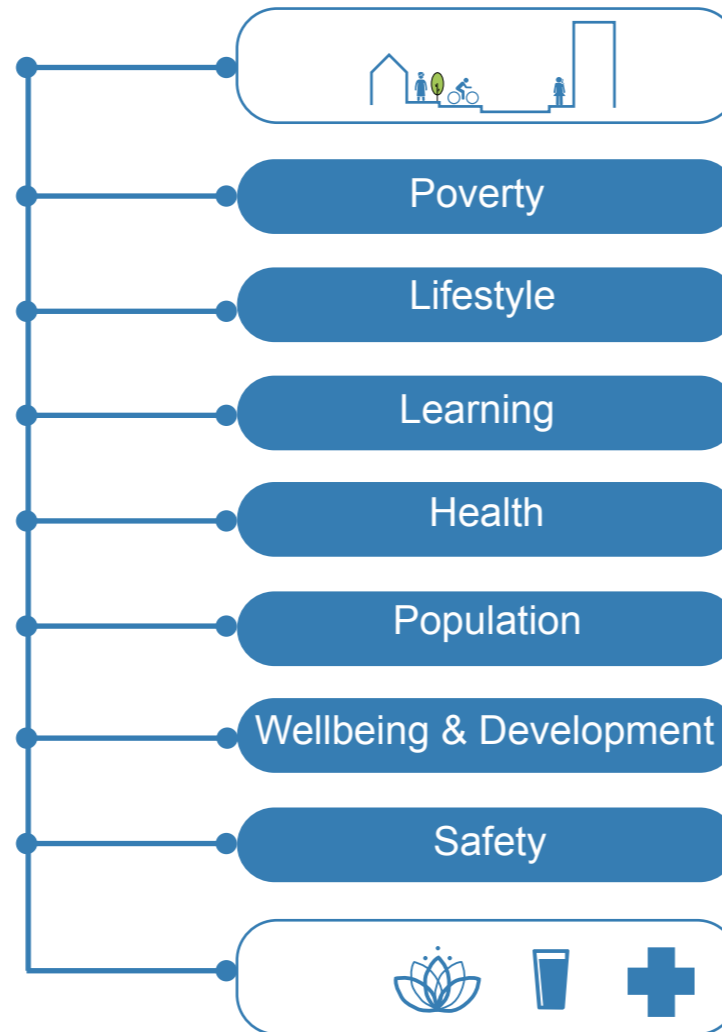 Poverty
Lifestyle
Learning
Health
Population
Wellbeing & Development
Safety